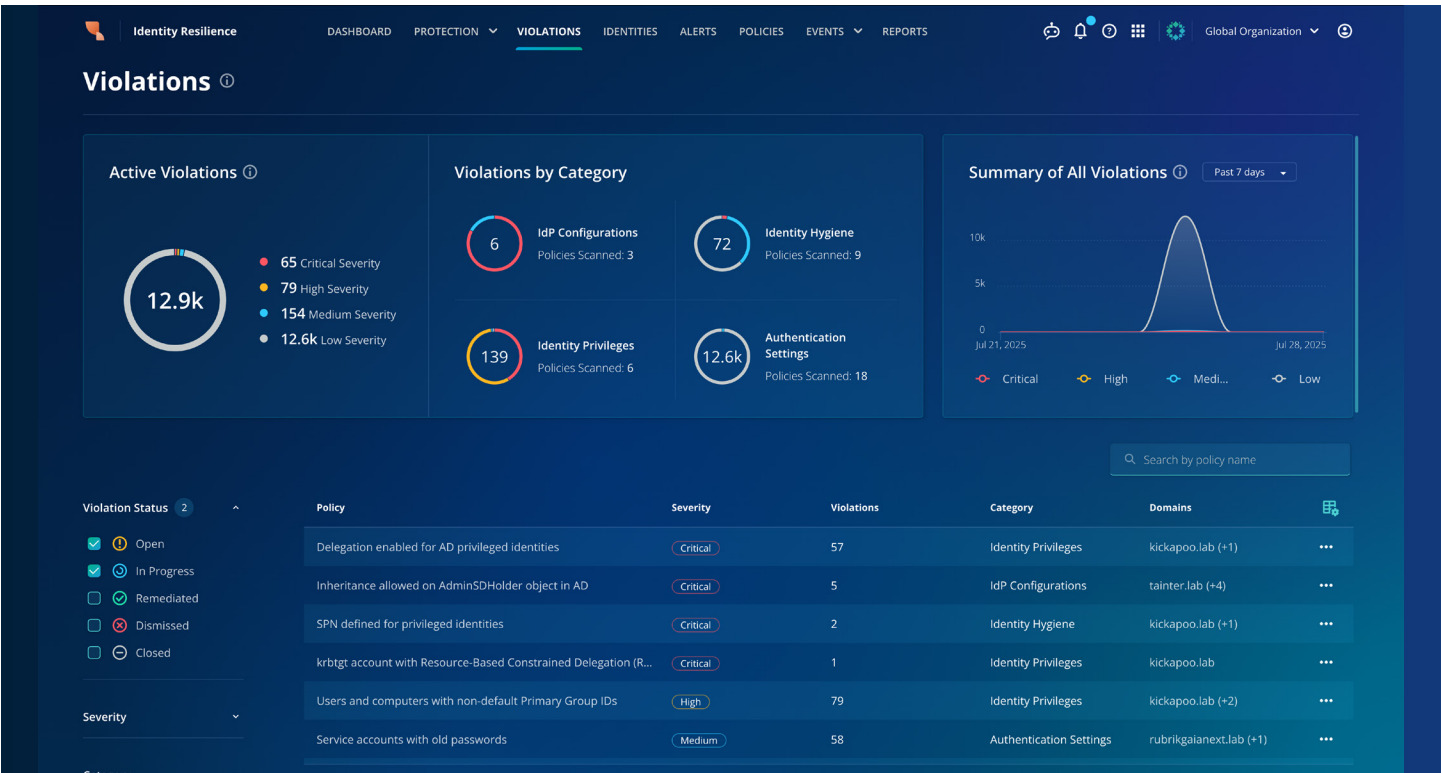 Identity Resilience
DASHBOARD
PROTECTION
VIOLATIONS
IDENTITIES
ALERTS
POLICIES
EVENTS
REPORTS
Global Organization
Violations
Active Violations
12.9k
65 Critical Severity
79 High Severity
154 Medium Severity
12.6k Low Severity
Violations by Category
6
IdP Configurations
Policies Scanned: 3
72
Identity Hygiene
Policies Scanned: 9
139
Identity Privileges
Policies Scanned: 6
12.6k
Authentication
Settings
Policies Scanned: 18
Summary of All Violations
Past 7 days
10k
5k
0
Jul 21, 2025
Jul 28, 2025
Critical
High
Medi...
Low
Search by policy name
Violation Status 2
Open
In Progress
Remediated
Dismissed
Closed
Severity
Policy Severity Violations Category Domains
Delegation enabled for AD privileged identities Critical 57 Identity Privileges kickapoo.lab (+1)
Inheritance allowed on AdminSDHolder object in AD Critical 5 IdP Configurations tainter.lab (+4)
SPN defined for privileged identities Critical 2 Identity Hygiene kickapoo.lab (+1)
krbtgt account with Resource-Based Constrained Delegation (R... Critical 1 Identity Privileges kickapoo.lab
Users and computers with non-default Primary Group IDs High 79 Identity Privileges kickapoo.lab (+2)
Service accounts with old passwords Medium 58 Authentication Settings rubrikgaianext.lab (+1)